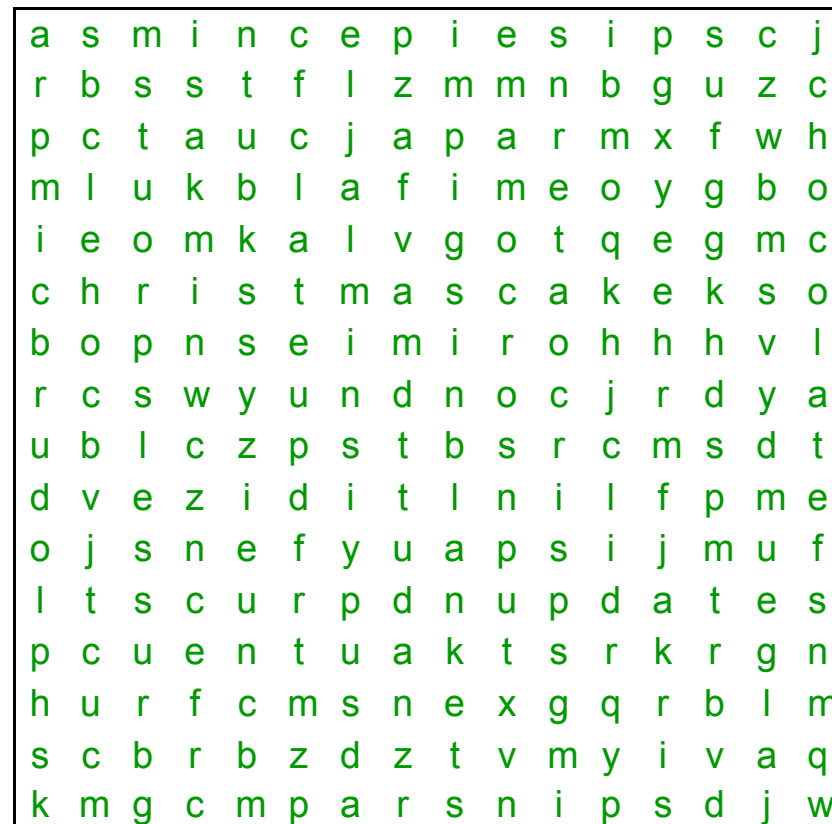 a s m i n c e p i e s i p s c j
r b s s t f l z m m n b g u z c
p c t a u c j a p a r m x f w h
m l u k b l a f i m e o y g b o
i e o m k a l v g o t q e g m c
c h r i s t m a s c a k e k s o
b o p n s e i m i r o h h h v l
r c s w y u n d n o c j r d y a
u b l c z p s t b s r c m s d t
d v e z i d i t l n i l f p m e
o j s n e f y u a p s i j m u f
l t s c u r p d n u p d a t e s
p c u e n t u a k t s r k r g n
h u r f c m s n e x g q r b l m
s c b r b z d z t v m y i v a q
k m g c m p a r s n i p s d j w